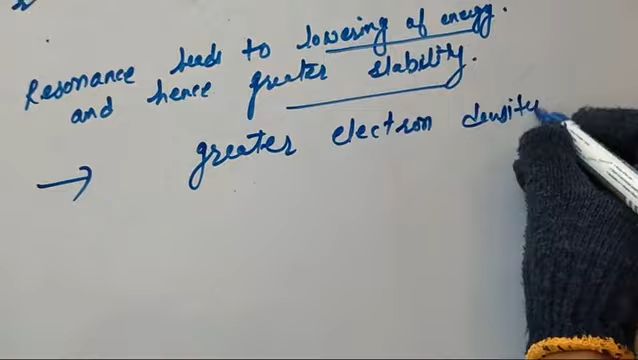 Resonance leads to lowering of energy.
and hence greater stability.
→ greater electron density